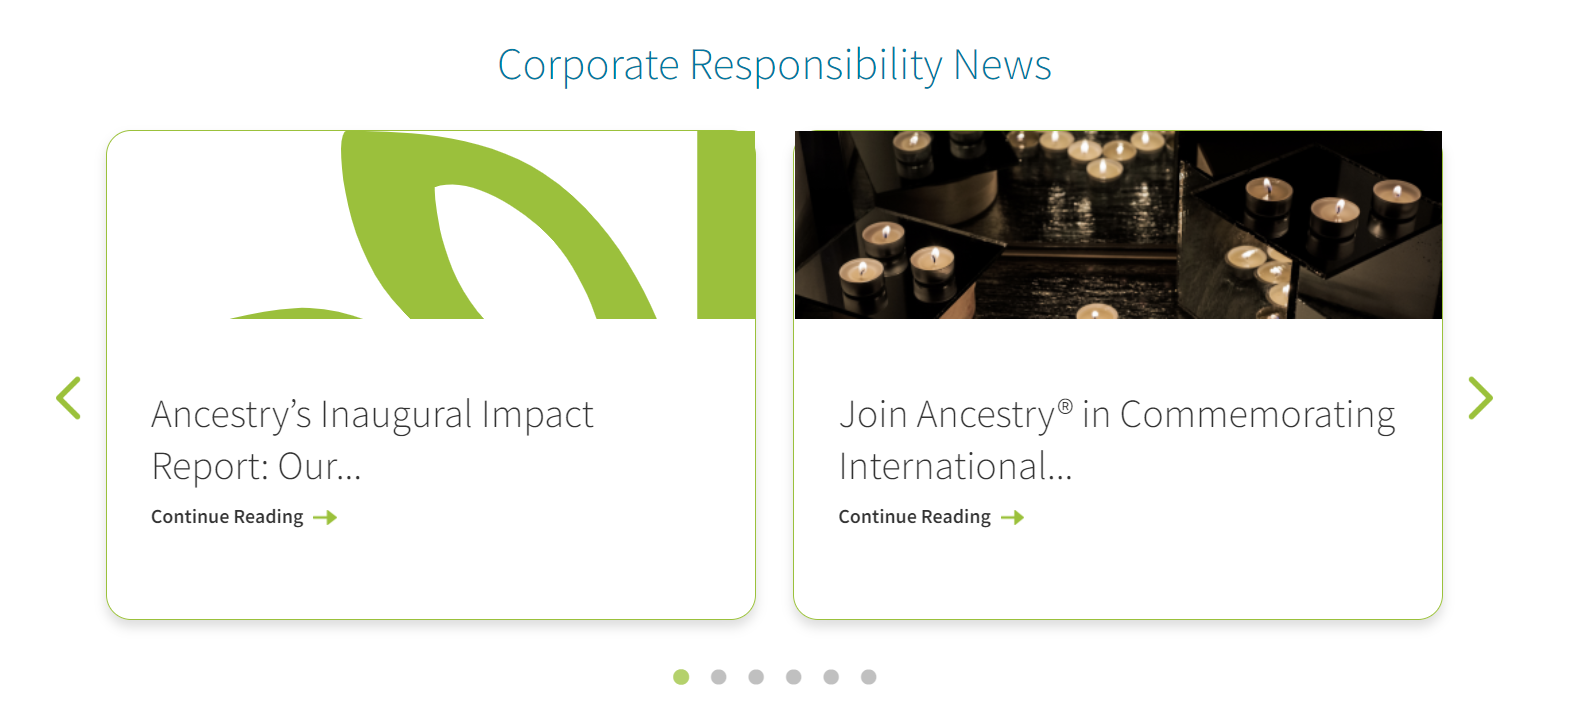 Corporate Responsibility News
Ancestry’s Inaugural Impact
Report: Our...
Continue Reading
Join Ancestry® in Commemorating
International...
Continue Reading